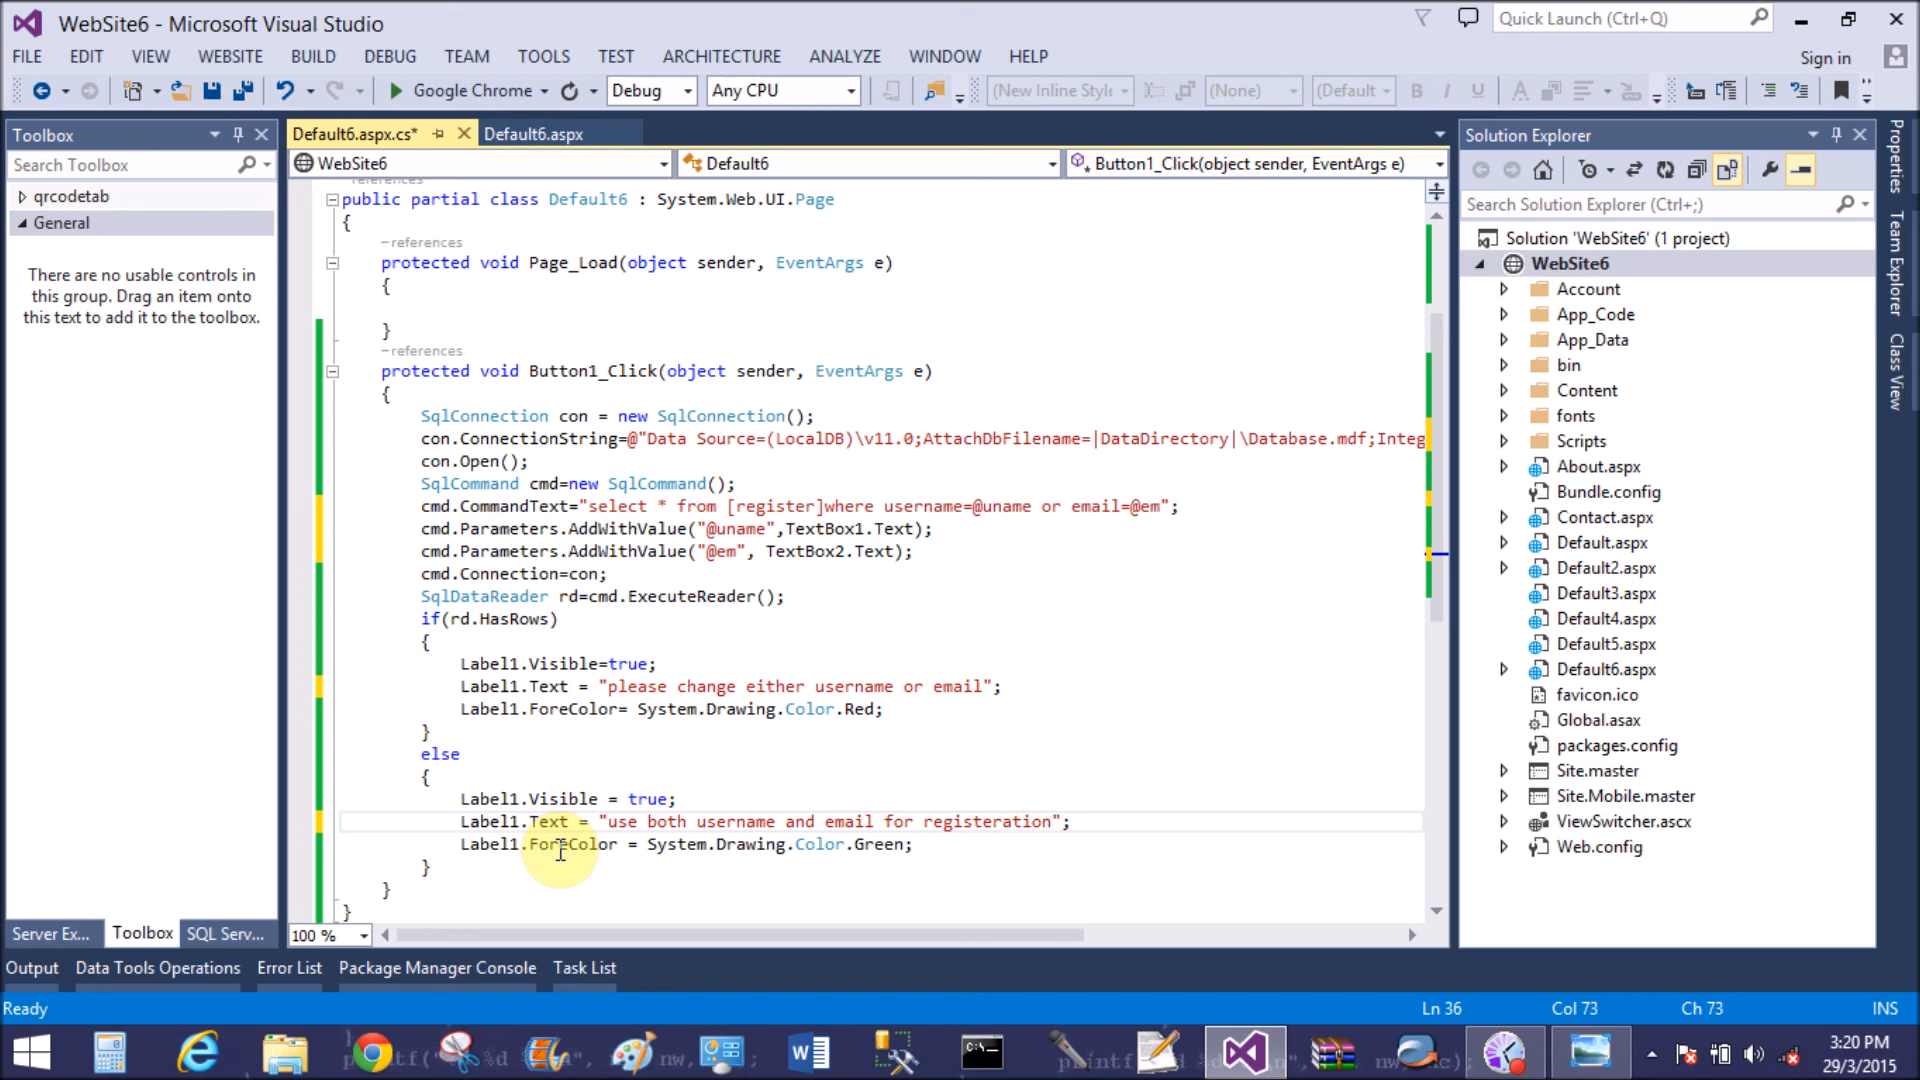 WebSite6 - Microsoft Visual Studio
Quick Launch (Ctrl+Q)
FILE EDIT VIEW WEBSITE BUILD DEBUG TEAM TOOLS TEST ARCHITECTURE ANALYZE WINDOW HELP
Sign in
Google Chrome Debug Any CPU (New Inline Style (None) (Default
Toolbox
Search Toolbox
qrcodetab
General
There are no usable controls in
this group. Drag an item onto
this text to add it to the toolbox.
Server Ex... Toolbox SQL Serv...
Default6.aspx.cs* Default6.aspx
WebSite6 Default6 Button1_Click(object sender, EventArgs e)
references
public partial class Default6 : System.Web.UI.Page
{
references
protected void Page_Load(object sender, EventArgs e)
{
}
references
protected void Button1_Click(object sender, EventArgs e)
{
SqlConnection con = new SqlConnection();
con.ConnectionString=@"Data Source=(LocalDB)\v11.0;AttachDbFilename=|DataDirectory|\Database.mdf;Integ
con.Open();
SqlCommand cmd=new SqlCommand();
cmd.CommandText="select * from [register]where username=@uname or email=@em";
cmd.Parameters.AddWithValue("@uname",TextBox1.Text);
cmd.Parameters.AddWithValue("@em", TextBox2.Text);
cmd.Connection=con;
SqlDataReader rd=cmd.ExecuteReader();
if(rd.HasRows)
{
Label1.Visible=true;
Label1.Text = "please change either username or email";
Label1.ForeColor= System.Drawing.Color.Red;
}
else
{
Label1.Visible = true;
Label1.Text = "use both username and email for registeration";
Label1.ForeColor = System.Drawing.Color.Green;
}
}
}
100 %
Solution Explorer
Search Solution Explorer (Ctrl+;)
Solution 'WebSite6' (1 project)
WebSite6
Account
App_Code
App_Data
bin
Content
fonts
Scripts
About.aspx
Bundle.config
Contact.aspx
Default.aspx
Default2.aspx
Default3.aspx
Default4.aspx
Default5.aspx
Default6.aspx
favicon.ico
Global.asax
packages.config
Site.master
Site.Mobile.master
ViewSwitcher.ascx
Web.config
Properties
Team Explorer
Class View
Output Data Tools Operations Error List Package Manager Console Task List
Ready Ln 36 Col 73 Ch 73 INS
3:20 PM
29/3/2015